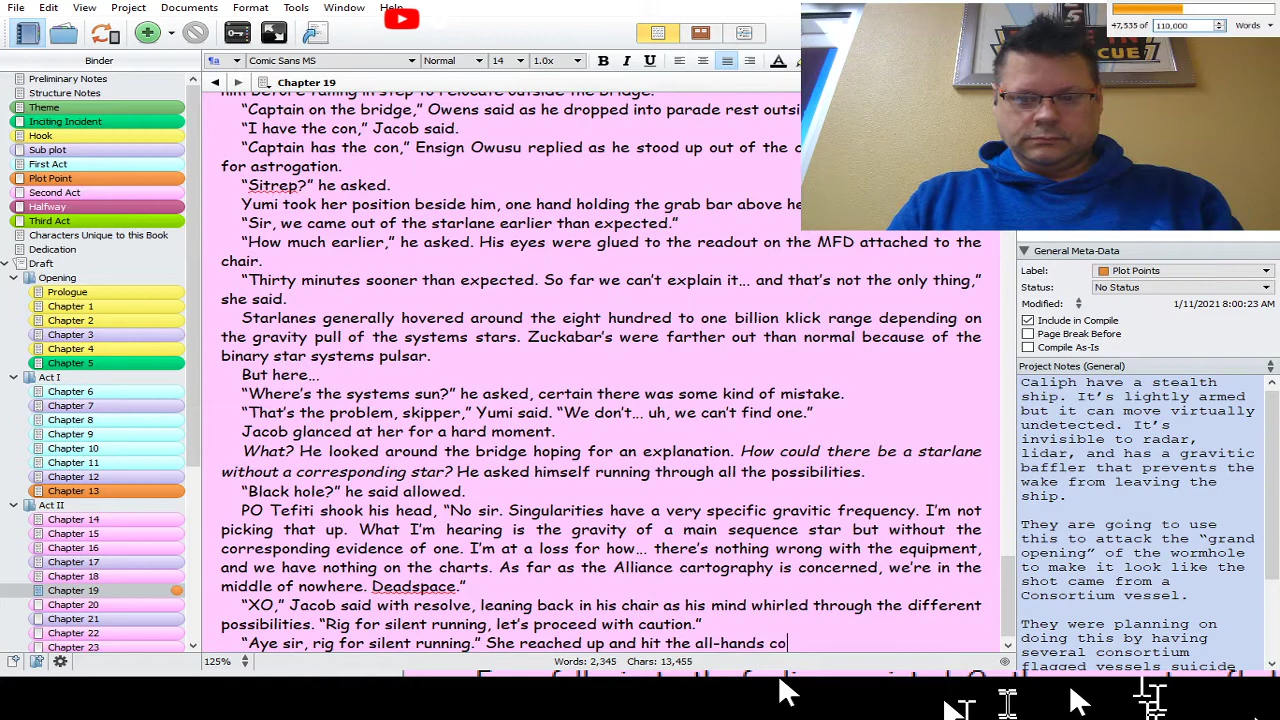 File Edit View Project Documents Format Tools Window Help
47,535 of 110,000 Words
Binder
¶a Comic Sans MS Normal 14 1.0x B I U A
Chapter 19
Preliminary Notes
Structure Notes
Theme
Inciting Incident
Hook
Sub plot
First Act
Plot Point
Second Act
Halfway
Third Act
Characters Unique to this Book
Dedication
Draft
Opening
Prologue
Chapter 1
Chapter 2
Chapter 3
Chapter 4
Chapter 5
Act I
Chapter 6
Chapter 7
Chapter 8
Chapter 9
Chapter 10
Chapter 11
Chapter 12
Chapter 13
Act II
Chapter 14
Chapter 15
Chapter 16
Chapter 17
Chapter 18
Chapter 19
Chapter 20
Chapter 21
Chapter 22
Chapter 23
“Captain on the bridge,” Owens said as he dropped into parade rest outsi
“I have the con,” Jacob said.
“Captain has the con,” Ensign Owusu replied as he stood up out of the c
for astrogation.
“Sitrep?” he asked.
Yumi took her position beside him, one hand holding the grab bar above he
“Sir, we came out of the starlane earlier than expected.”
“How much earlier,” he asked. His eyes were glued to the readout on the MFD attached to the
chair.
“Thirty minutes sooner than expected. So far we can’t explain it... and that’s not the only thing,”
she said.
Starlanes generally hovered around the eight hundred to one billion klick range depending on
the gravity pull of the systems stars. Zuckabar’s were farther out than normal because of the
binary star systems pulsar.
But here...
“Where’s the systems sun?” he asked, certain there was some kind of mistake.
“That’s the problem, skipper,” Yumi said. “We don’t... uh, we can’t find one.”
Jacob glanced at her for a hard moment.
What? He looked around the bridge hoping for an explanation. How could there be a starlane
without a corresponding star? He asked himself running through all the possibilities.
“Black hole?” he said allowed.
PO Tefiti shook his head, “No sir. Singularities have a very specific gravitic frequency. I’m not
picking that up. What I’m hearing is the gravity of a main sequence star but without the
corresponding evidence of one. I’m at a loss for how... there’s nothing wrong with the equipment,
and we have nothing on the charts. As far as the Alliance cartography is concerned, we’re in the
middle of nowhere. Deadspace.”
“XO,” Jacob said with resolve, leaning back in his chair as his mind whirled through the different
possibilities. “Rig for silent running, let’s proceed with caution.”
“Aye sir, rig for silent running.” She reached up and hit the all-hands co
125% Words: 2,345 Chars: 13,455
General Meta-Data
Label: Plot Points
Status: No Status
Modified: 1/11/2021 8:00:23 AM
Include in Compile
Page Break Before
Compile As-Is
Project Notes (General)
Caliph have a stealth
ship. It’s lightly armed
but it can move virtually
undetected. It’s
invisible to radar,
lidar, and has a gravitic
baffler that prevents the
wake from leaving the
ship.
They are going to use
this to attack the “grand
opening” of the wormhole
to make it look like the
shot came from a
Consortium vessel.
They were planning on
doing this by having
several consortium
flagged vessels suicide